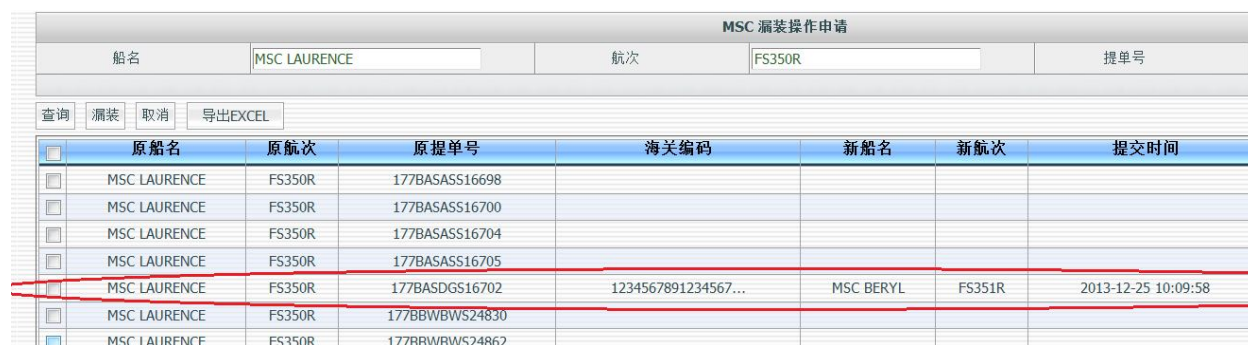 MSC 漏装操作申请
船名 MSC LAURENCE 航次 FS350R 提单号
查询 漏装 取消 导出EXCEL
原船名 原航次 原提单号 海关编码 新船名 新航次 提交时间
MSC LAURENCE FS350R 177BASASS16698
MSC LAURENCE FS350R 177BASASS16700
MSC LAURENCE FS350R 177BASASS16704
MSC LAURENCE FS350R 177BASASS16705
MSC LAURENCE FS350R 177BASDGS16702 1234567891234567... MSC BERYL FS351R 2013-12-25 10:09:58
MSC LAURENCE FS350R 177BBWBWS24830
MSC LAURENCE FS350R 177BBWBWS24862